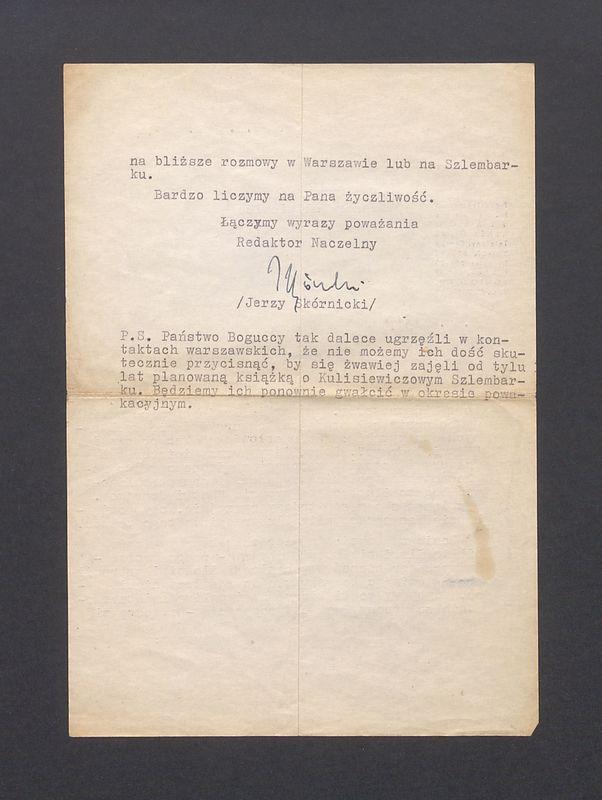 na bliższe rozmowy w Warszawie lub na Szlembar-
ku.
Bardzo liczymy na Pana życzliwość.
Łączymy wyrazy poważania
Redaktor Naczelny
/Jerzy Skórnicki/
P.S. Państwo Boguccy tak dalece ugrzęźli w kon-
taktach warszawskich, że nie możemy ich dość sku-
tecznie przycisnąć, by się żwawiej zajęli od tylu
lat planowaną książką o Kulisiewiczowym Szlembar-
ku. Będziemy ich ponownie gwałcić w okresie powa-
kacyjnym.